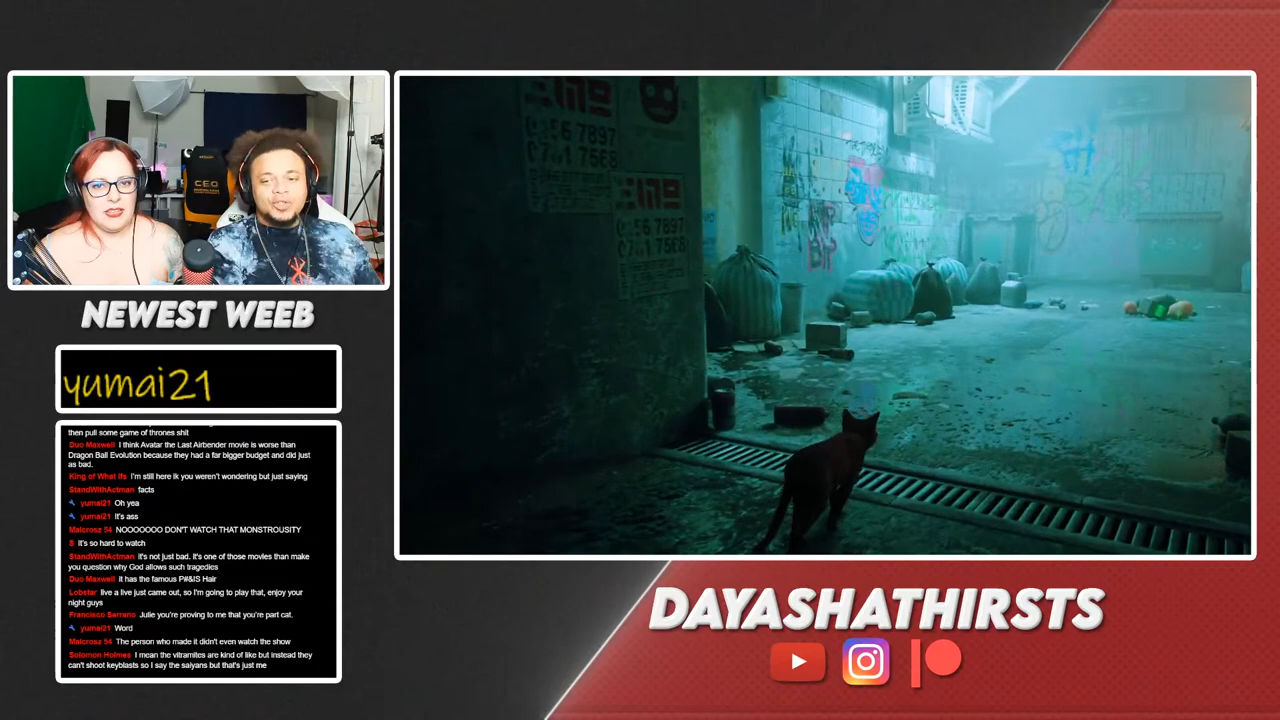 CEO
NEWEST WEEB
yumai21
then pull some game of thrones shit
Duo Maxwell I think Avatar the Last Airbender movie is worse than
Dragon Ball Evolution because they had a far bigger budget and did just
as bad.
King of What Ifs I'm still here ik you weren't wondering but just saying
StandWithActman facts
yumai21 Oh yea
yumai21 It's ass
Malcrosz 54 NOOOOOOO DON'T WATCH THAT MONSTROUSITY
S It's so hard to watch
StandWithActman It's not just bad. It's one of those movies than make
you question why God allows such tragedies
Duo Maxwell it has the famous P#&IS Hair
Lobstar live a live just came out, so I'm going to play that, enjoy your
night guys
Francisco Serrano Julie you're proving to me that you're part cat.
yumai21 Word
Malcrosz 54 The person who made it didn't even watch the show
Solomon Holmes I mean the vitramites are kind of like but instead they
can't shoot keyblasts so I say the saiyans but that's just me
56 7897
75E8
56 7897
75E8
DAYASHATHIRSTS